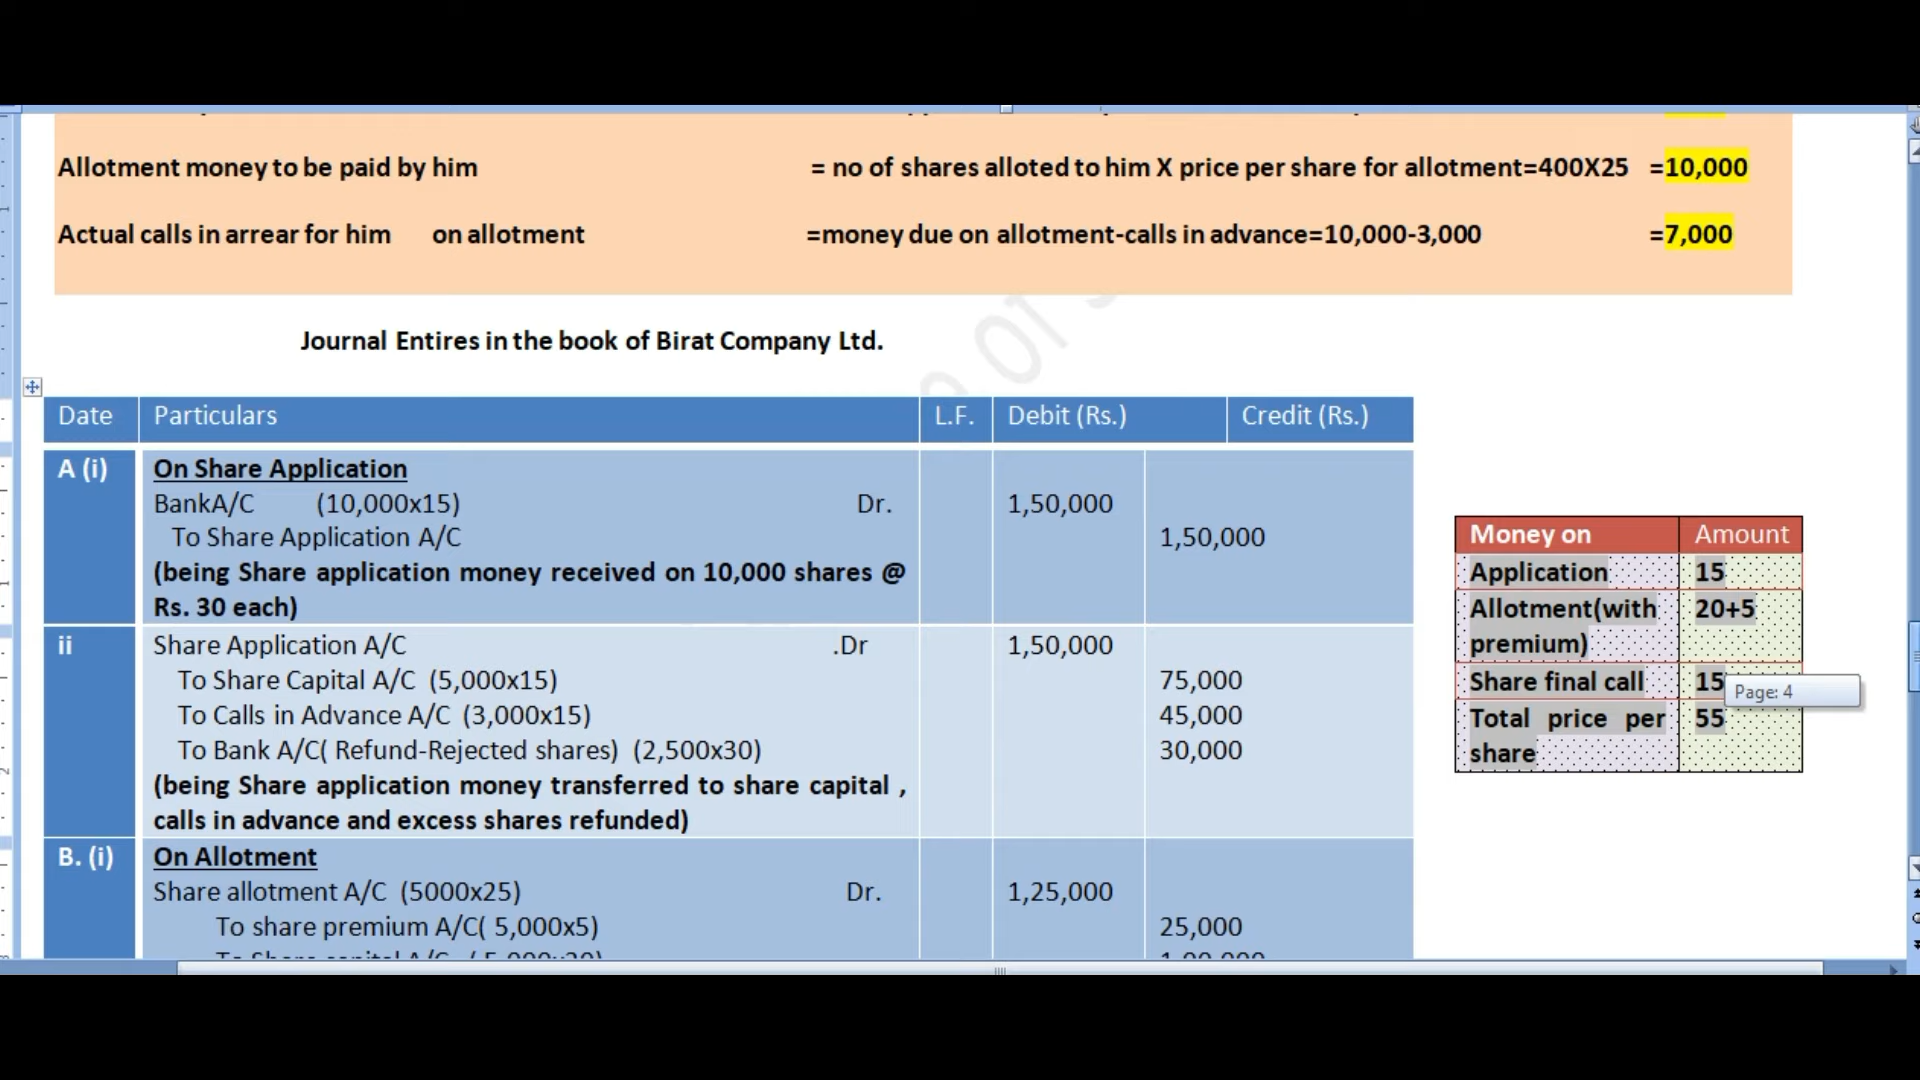 Allotment money to be paid by him = no of shares alloted to him X price per share for allotment=400X25 =10,000
Actual calls in arrear for him on allotment =money due on allotment-calls in advance=10,000-3,000 =7,000
Journal Entires in the book of Birat Company Ltd.
Date Particulars L.F. Debit (Rs.) Credit (Rs.)
A (i) On Share Application
BankA/C (10,000x15) Dr. 1,50,000
To Share Application A/C 1,50,000
(being Share application money received on 10,000 shares @
Rs. 30 each)
ii Share Application A/C .Dr 1,50,000
To Share Capital A/C (5,000x15) 75,000
To Calls in Advance A/C (3,000x15) 45,000
To Bank A/C( Refund-Rejected shares) (2,500x30) 30,000
(being Share application money transferred to share capital ,
calls in advance and excess shares refunded)
B. (i) On Allotment
Share allotment A/C (5000x25) Dr. 1,25,000
To share premium A/C( 5,000x5) 25,000
Money on Amount
Application 15
Allotment(with 20+5
premium)
Share final call 15
Page: 4
Total price per 55
share